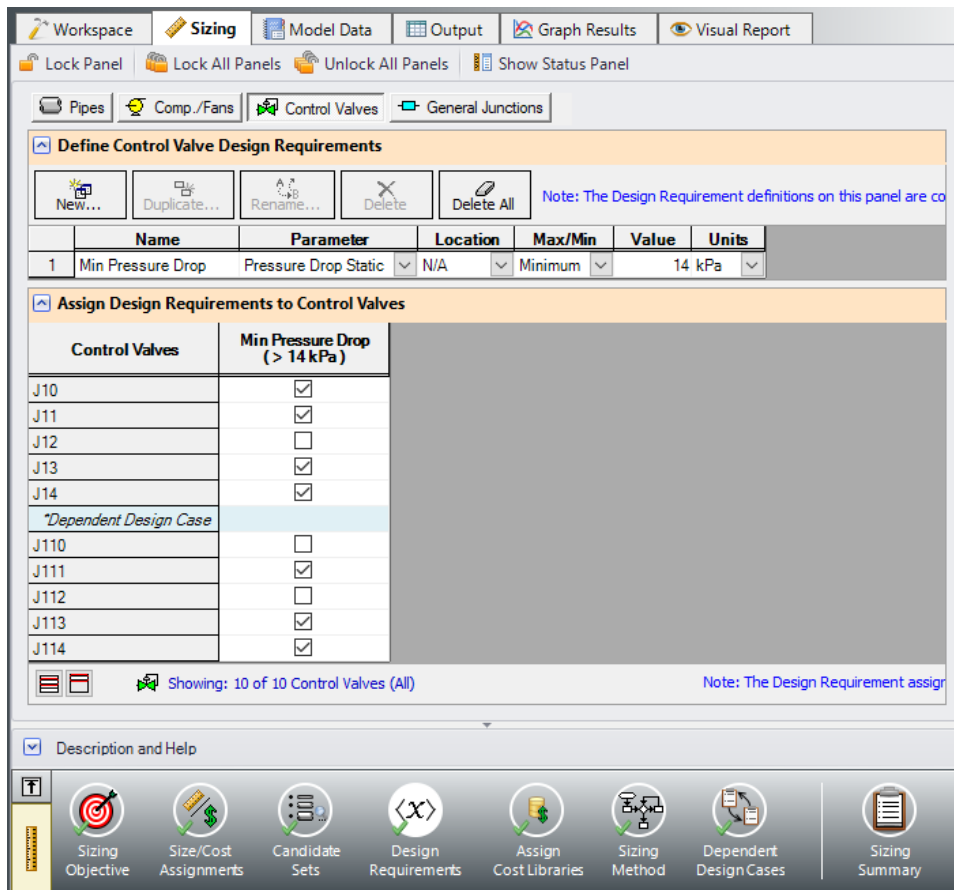 Workspace Sizing Model Data Output Graph Results Visual Report
Lock Panel Lock All Panels Unlock All Panels Show Status Panel
Pipes Comp./Fans Control Valves General Junctions
Define Control Valve Design Requirements
New... Duplicate... Rename... Delete Delete All Note: The Design Requirement definitions on this panel are co
Name Parameter Location Max/Min Value Units
1 Min Pressure Drop Pressure Drop Static N/A Minimum 14 kPa
Assign Design Requirements to Control Valves
Control Valves Min Pressure Drop
( > 14 kPa )
J10
J11
J12
J13
J14
*Dependent Design Case
J110
J111
J112
J113
J114
Showing: 10 of 10 Control Valves (All) Note: The Design Requirement assigr
Description and Help
Sizing Size/Cost Candidate Design Assign Sizing Dependent Sizing
Objective Assignments Sets Requirements Cost Libraries Method Design Cases Summary